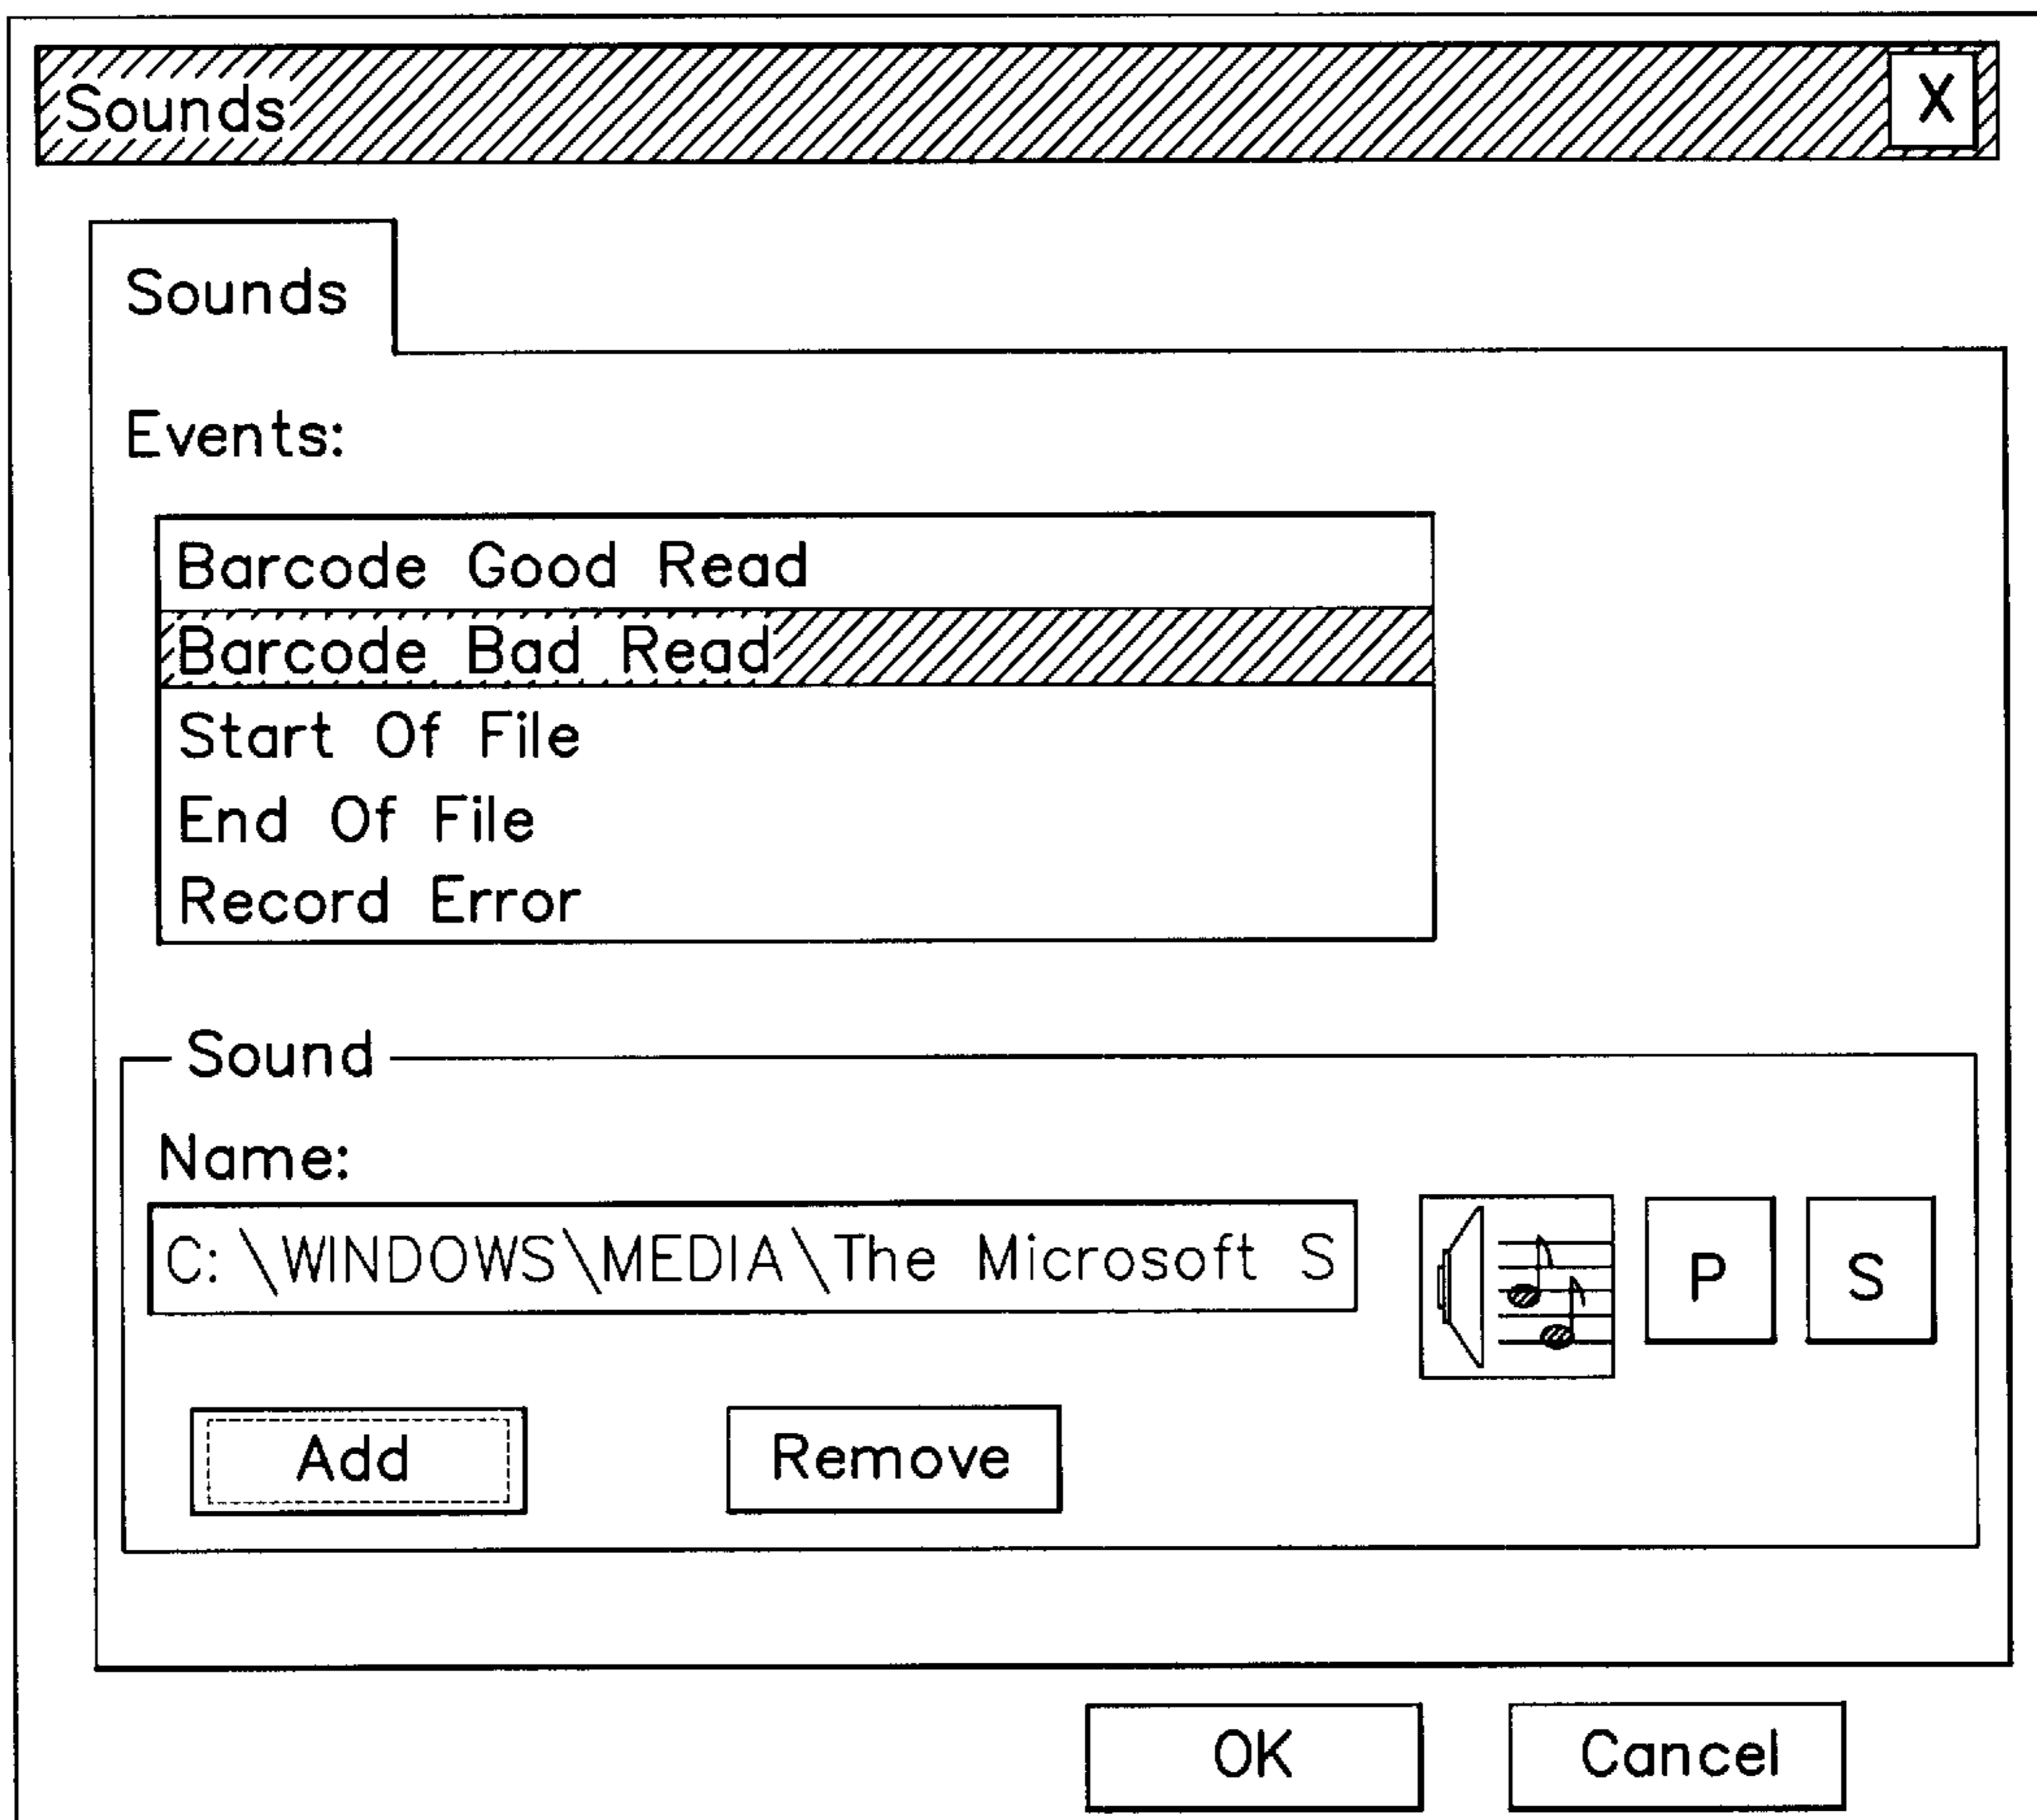 Sounds X
Sounds
Events:
Barcode Good Read
Barcode Bad Read
Start Of File
End Of File
Record Error
Sound
Name:
C:\WINDOWS\MEDIA\The Microsoft S
P S
Add Remove
OK Cancel